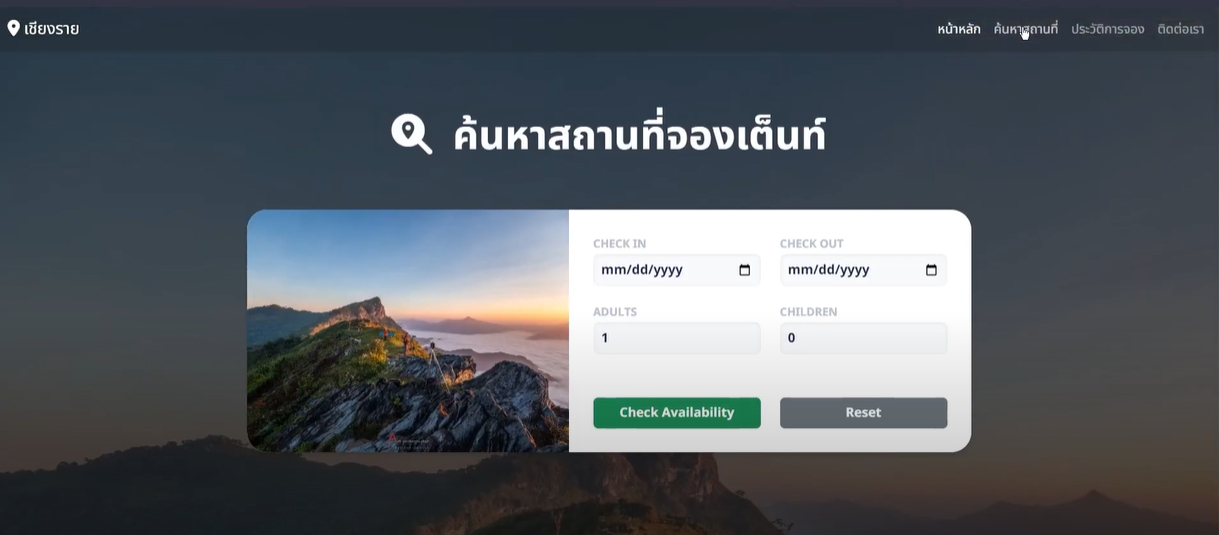 เชียงราย
หน้าหลัก ค้นหาสถานที่ ประวัติการจอง ติดต่อเรา
ค้นหาสถานที่จองเต็นท์
CHECK IN CHECK OUT
mm/dd/yyyy mm/dd/yyyy
ADULTS CHILDREN
1 0
Check Availability Reset